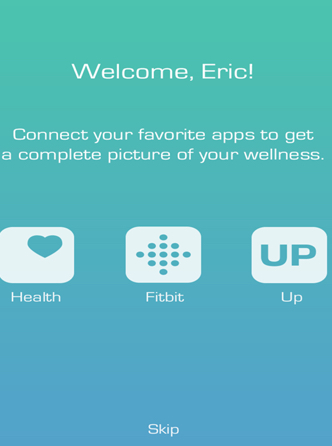 Welcome, Eric!
Connect your favorite apps to get
a complete picture of your wellness.
UP
Health Fitbit Up
Skip